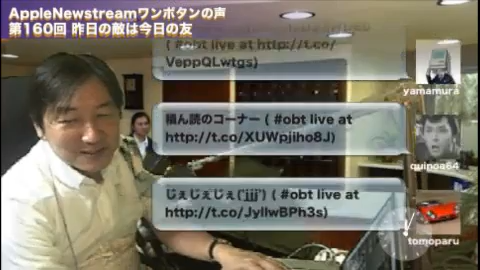 AppleNewstreamワンボタンの声
第160回 昨日の敵は今日の友
( #obt live at http://t.co/
VeppQLwtgs)
yamamura
積ん読のコーナー ( #obt live at
http://t.co/XUWpjiho8J)
quinoa64
じぇじぇじぇ('jjj') ( #obt live at
http://t.co/JyllwBPh3s)
tomoparu